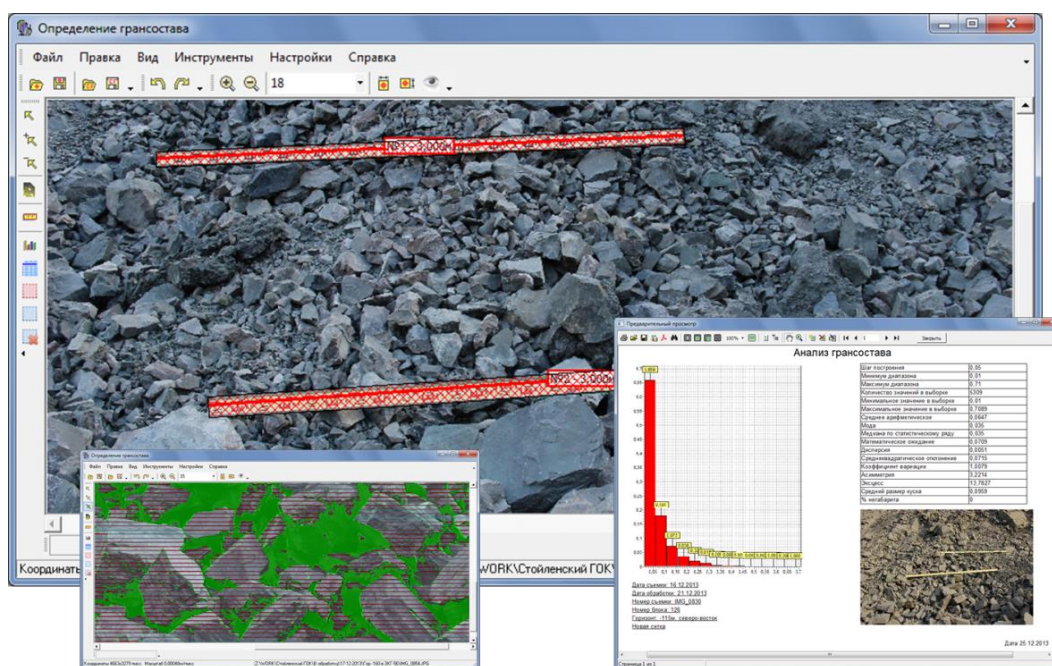 Определение грансостава
Файл Правка Вид Инструменты Настройки Справка
18
№1 - 3,000м
№2 - 3,000м
Координаты
WORK\Стойленский ГОК\
Определение грансостава
Файл Правка Вид Инструменты Настройки Справка
Предварительный просмотр
100%
1
Закрыть
Анализ грансостава
Шаг построения 0,05
Минимум диапазона 0,01
Максимум диапазона 0,71
Количество значений в выборке 5309
Минимальное значение в выборке 0,01
Максимальное значение в выборке 0,7089
Среднее арифметическое 0,0647
Мода 0,035
Медиана по статистическому ряду 0,035
Математическое ожидание 0,0709
Дисперсия 0,0051
Среднеквадратическое отклонение 0,0715
Коэффициент вариации 1,0079
Асимметрия 3,2214
Эксцесс 13,7827
Средний размер куска 0,0959
% негабарита 0
Дата съемки: 16.12.2013
Дата обработки: 21.12.2013
Номер съемки: IMG_0830
Номер блока: 126
Горизонт: -115м. северо-восток
Новая сетка
Дата 25.12.2013
Страница 1 из 1